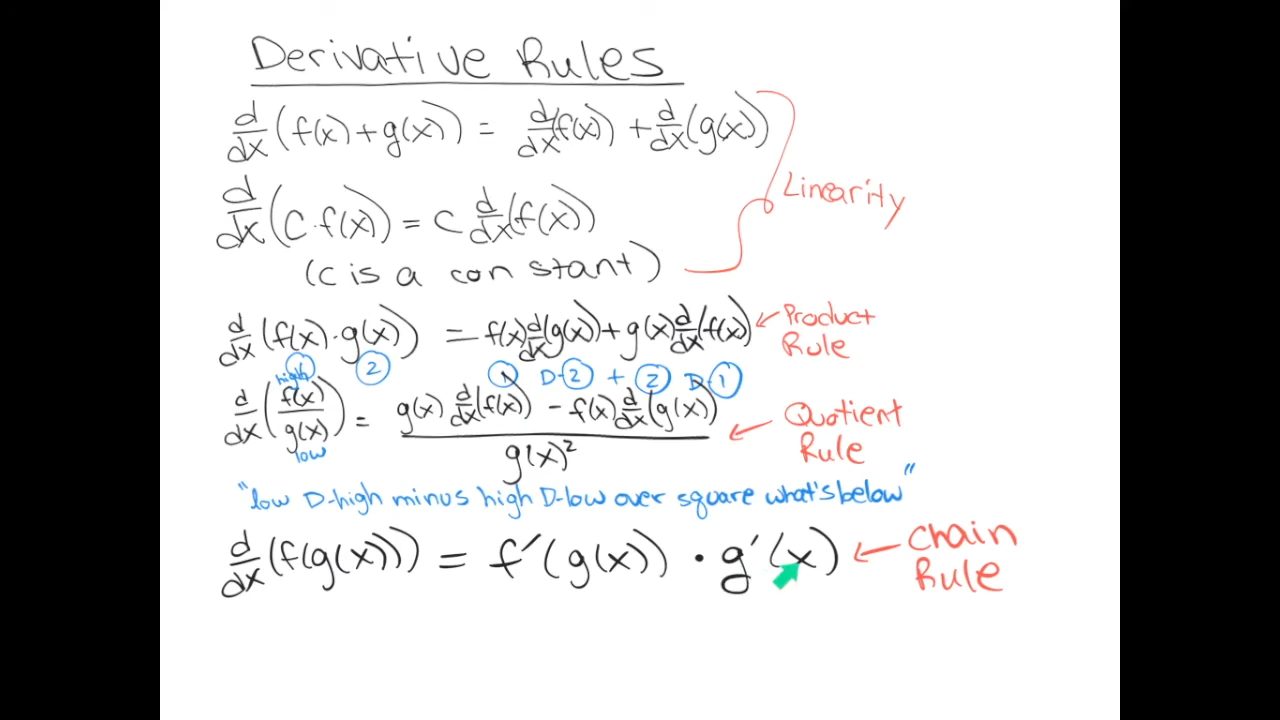 Derivative Rules
d/dx (f(x) + g(x)) = d/dx(f(x)) + d/dx(g(x))
Linearity
d/dx (C·f(x)) = C d/dx(f(x))
(C is a constant)
d/dx (f(x)·g(x)) = f(x) d/dx(g(x)) + g(x) d/dx(f(x)) ← Product Rule
① ② ① D-② + ② D-①
d/dx (f(x)/g(x)) = (g(x) d/dx(f(x)) - f(x) d/dx(g(x))) / g(x)² ← Quotient Rule
high
low
"low D-high minus high D-low over square what's below"
d/dx (f(g(x))) = f′(g(x)) · g′(x) ← Chain Rule